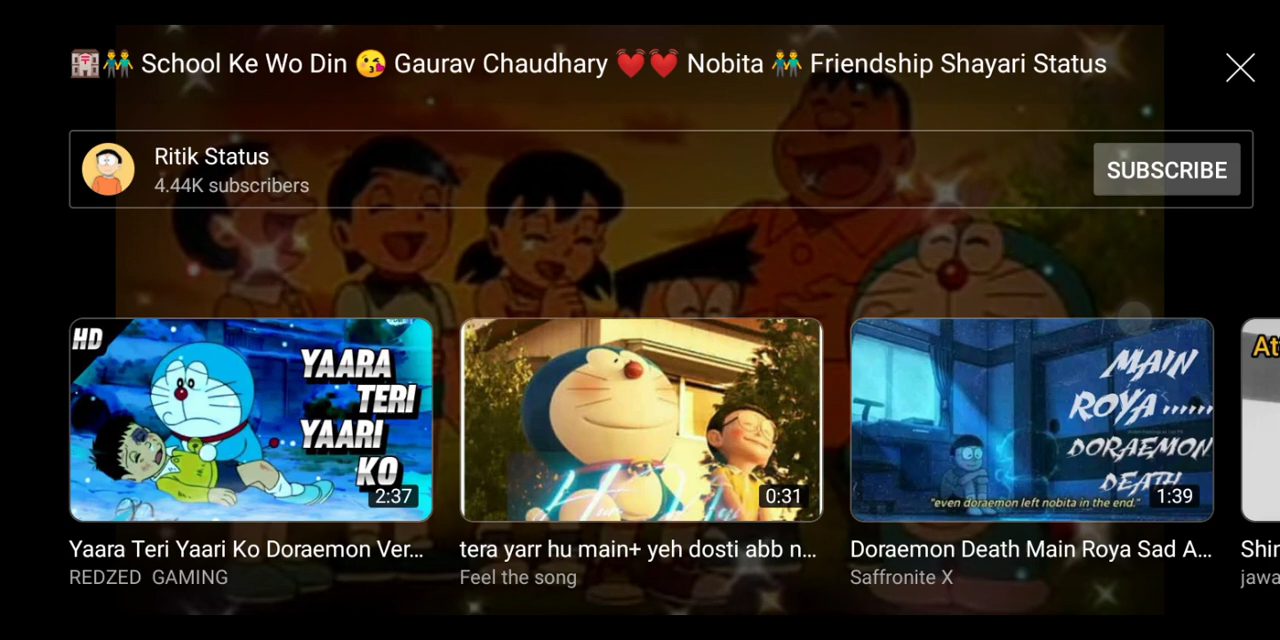 🏩👬 School Ke Wo Din 😘 Gaurav Chaudhary 💓💓 Nobita 👬 Friendship Shayari Status
Ritik Status
4.44K subscribers
SUBSCRIBE
HD
YAARA
TERI
YAARI
KO
2:37
0:31
MAIN
ROYA ......
DORAEMON
DEATH
"even doraemon left nobita in the end."
1:39
At
Yaara Teri Yaari Ko Doraemon Ver...
REDZED GAMING
tera yarr hu main+ yeh dosti abb n...
Feel the song
Doraemon Death Main Roya Sad A...
Saffronite X
Shin
jawa